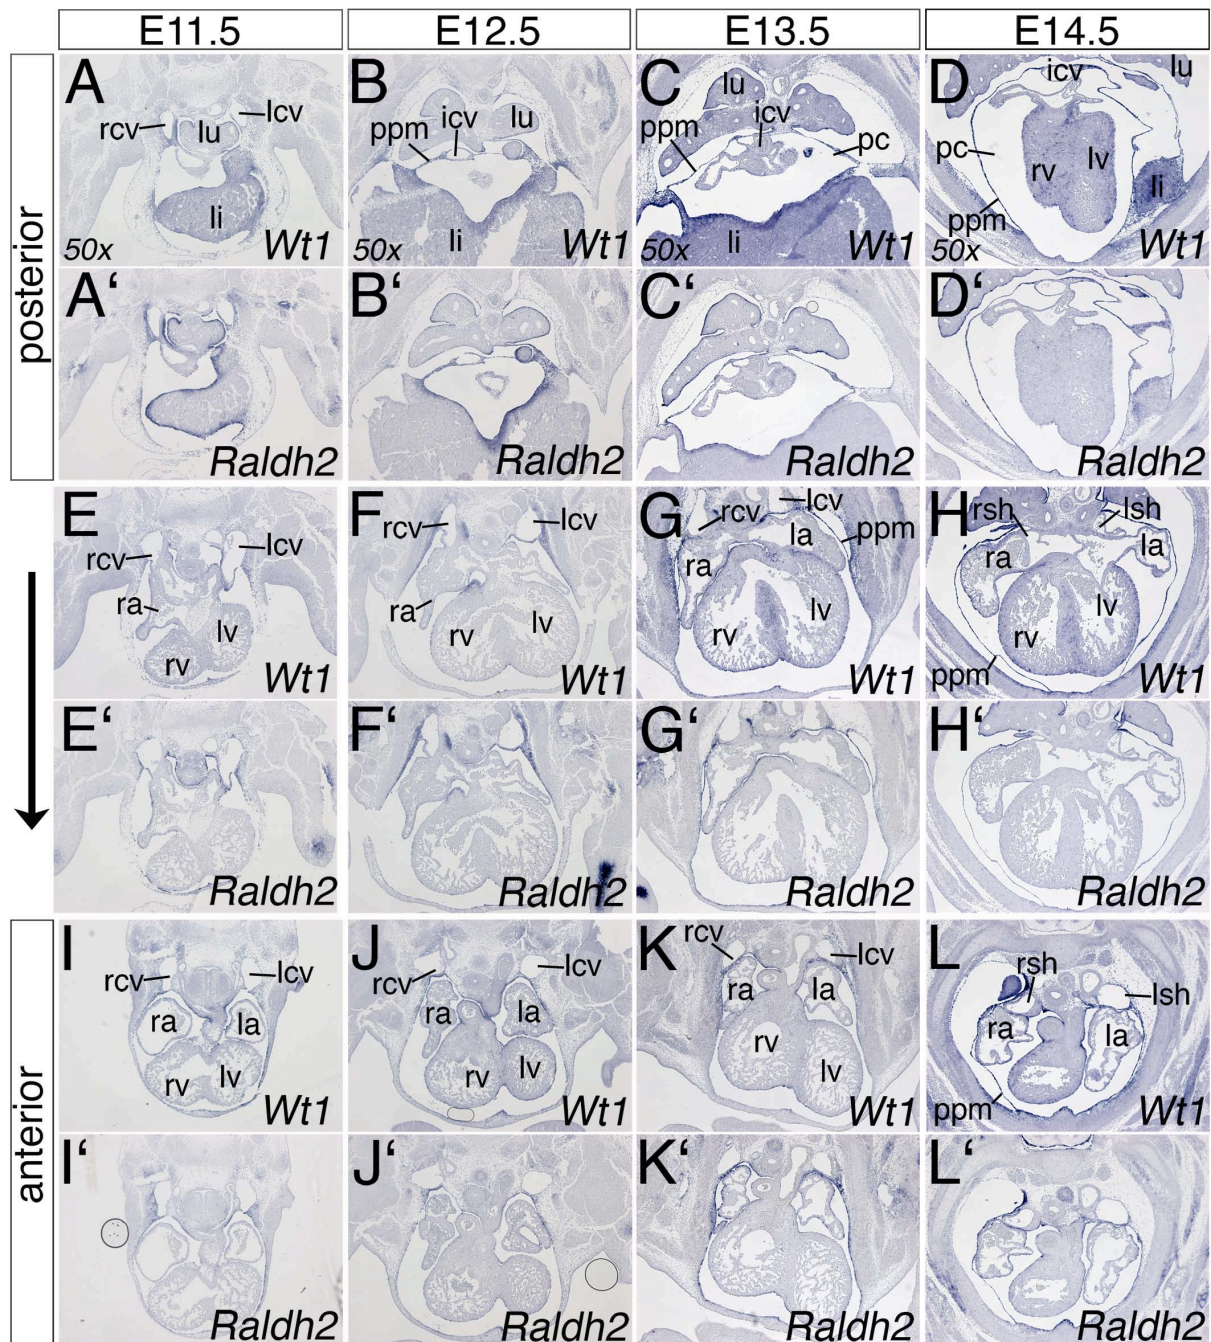 E11.5 E12.5 E13.5 E14.5
posterior
A rcv lu lcv li 50x Wt1
B ppm icv lu li 50x Wt1
C lu icv ppm pc li 50x Wt1
D icv lu pc rv lv li ppm 50x
A' Raldh2
B' Raldh2
C' Raldh2
D' Raldh2
E rcv lcv ra lv rv Wt1
F rcv lcv ra rv lv Wt1
G rcv lcv la ppm ra rv lv Wt1
H rsh lsh ra la lv rv ppm
E' Raldh2
F' Raldh2
G' Raldh2
H' Raldh2
anterior
I rcv lcv ra la rv lv Wt1
J rcv lcv ra la rv lv Wt1
K rcv lcv ra la rv lv Wt1
L rsh lsh ra la ppm Wt1
I' Raldh2
J' Raldh2
K' Raldh2
L' Raldh2